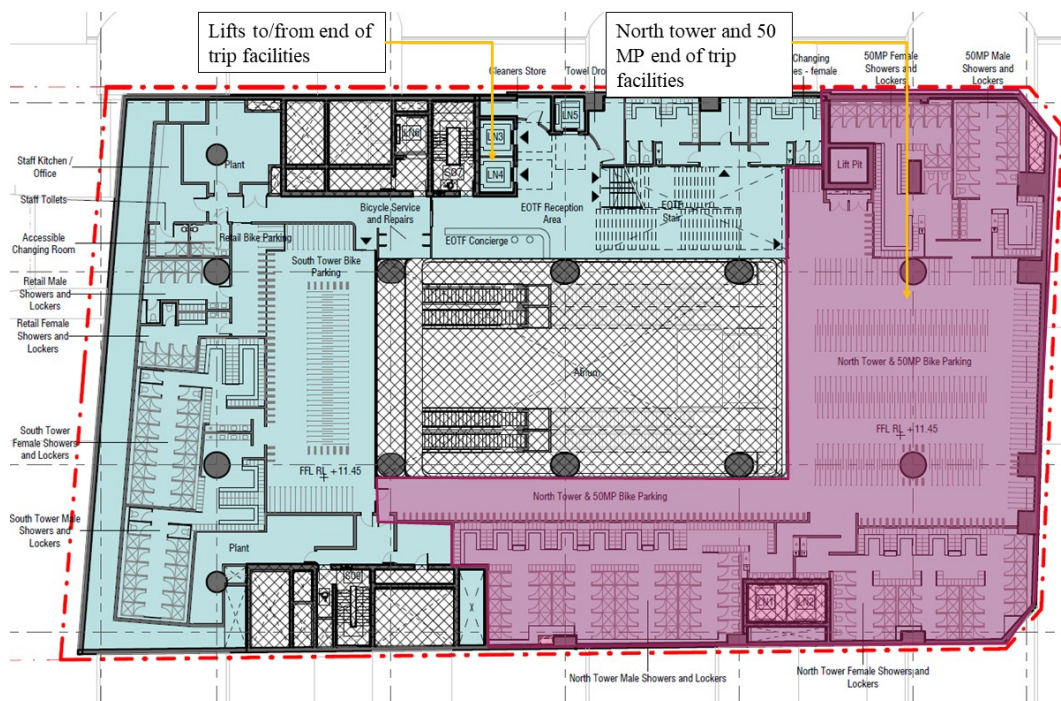 Lifts to/from end of
trip facilities
North tower and 50
MP end of trip
facilities
Cleaners Store
Towel Dro
Changing
es - female
50MP Female
Showers and
Lockers
50MP Male
Showers and
Lockers
Staff Kitchen /
Office
Staff Toilets
Accessible
Changing Room
Retail Male
Showers and
Lockers
Retail Female
Showers and
Lockers
South Tower
Female Showers
and Lockers
South Tower Male
Showers and
Lockers
Plant
LN6
LN3
LN4
LN5
Lift Pit
Bicycle Service
and Repairs
EOTF Reception
Area
EOTF
Stair
EOTF Concierge
Retail Bike Parking
South Tower Bike
Parking
Atrium
North Tower & 50MP Bike Parking
FFL RL +11.45
FFL RL +11.45
North Tower & 50MP Bike Parking
Plant
LN1
LN2
North Tower Male Showers and Lockers
North Tower Female Showers and
Lockers